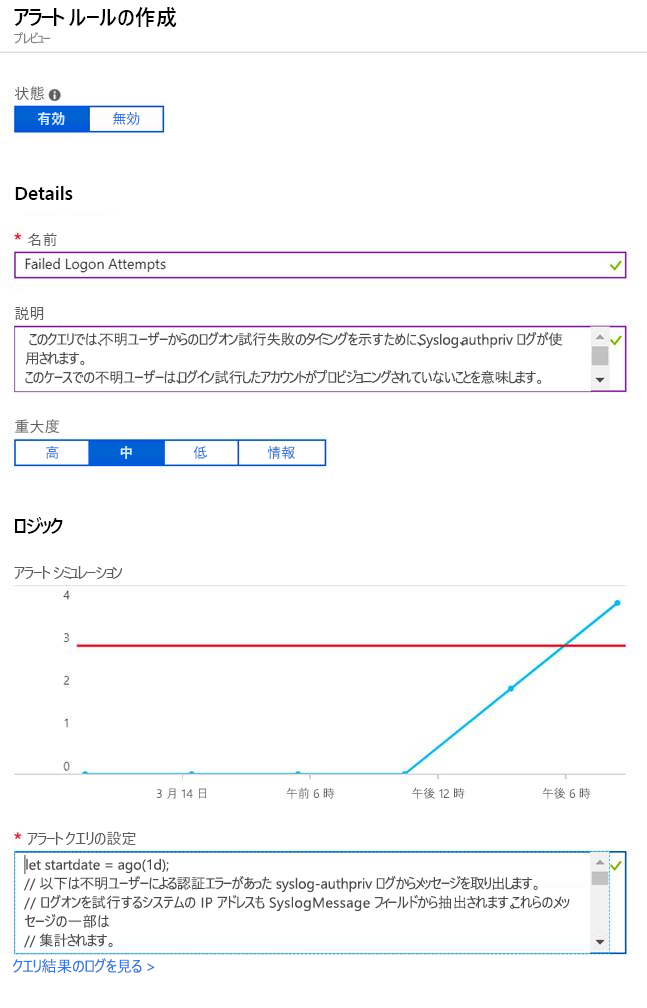 アラート ルールの作成
プレビュー
状態
有効 無効
Details
* 名前
Failed Logon Attempts
説明
このクエリでは、不明ユーザーからのログオン試行失敗のタイミングを示すために、Syslog,authpriv ログが使
用されます。
このケースでの不明ユーザーは、ログイン試行したアカウントがプロビジョニングされていないことを意味します。
重大度
高 中 低 情報
ロジック
アラート シミュレーション
4
3
2
1
0
3 月 14 日 午前 6 時 午後 12 時 午後 6 時
* アラートクエリの設定
let startdate = ago(1d);
// 以下は不明ユーザーによる認証エラーがあった syslog-authpriv ログからメッセージを取り出します。
// ログオンを試行するシステムの IP アドレスも SyslogMessage フィールドから抽出されます。これらのメッ
セージの一部は
// 集計されます。
クエリ結果のログを見る >